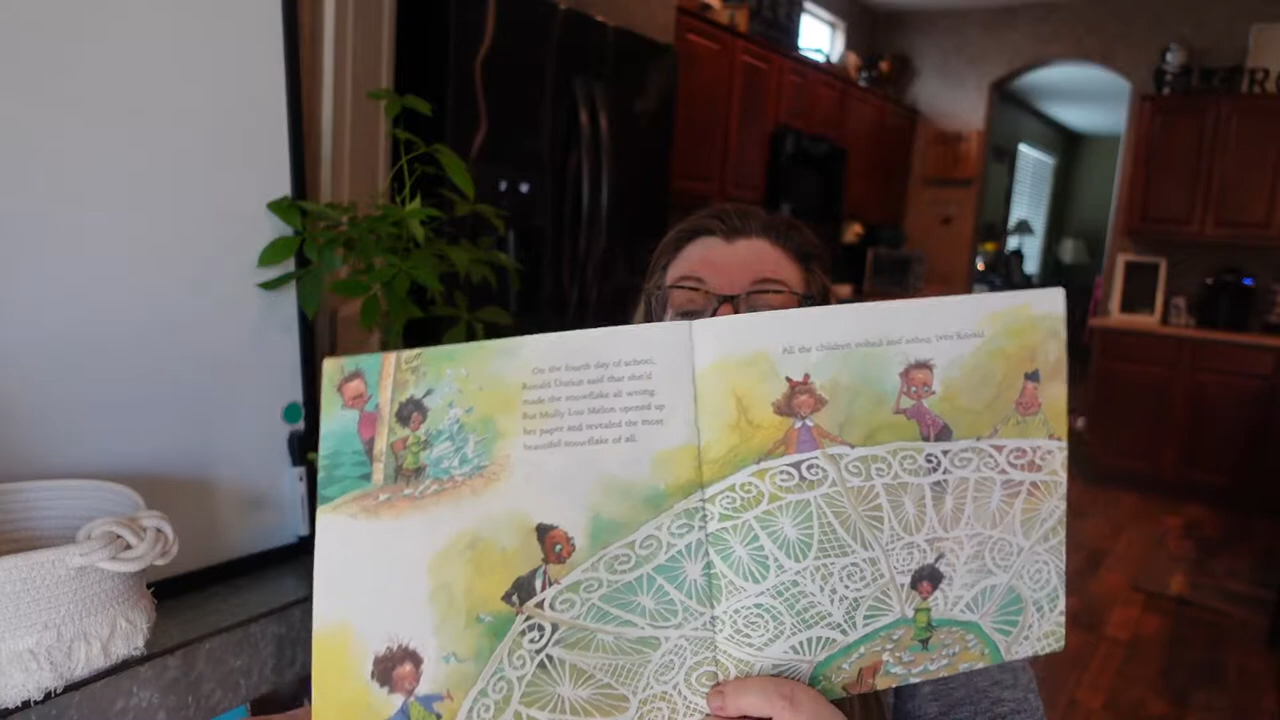 On the fourth day of school,
Ronald Durkin said that she'd
made the snowflake all wrong.
But Molly Lou Melon opened up
her paper and revealed the most
beautiful snowflake of all.
All the children oohed and aahed, even Ronald.